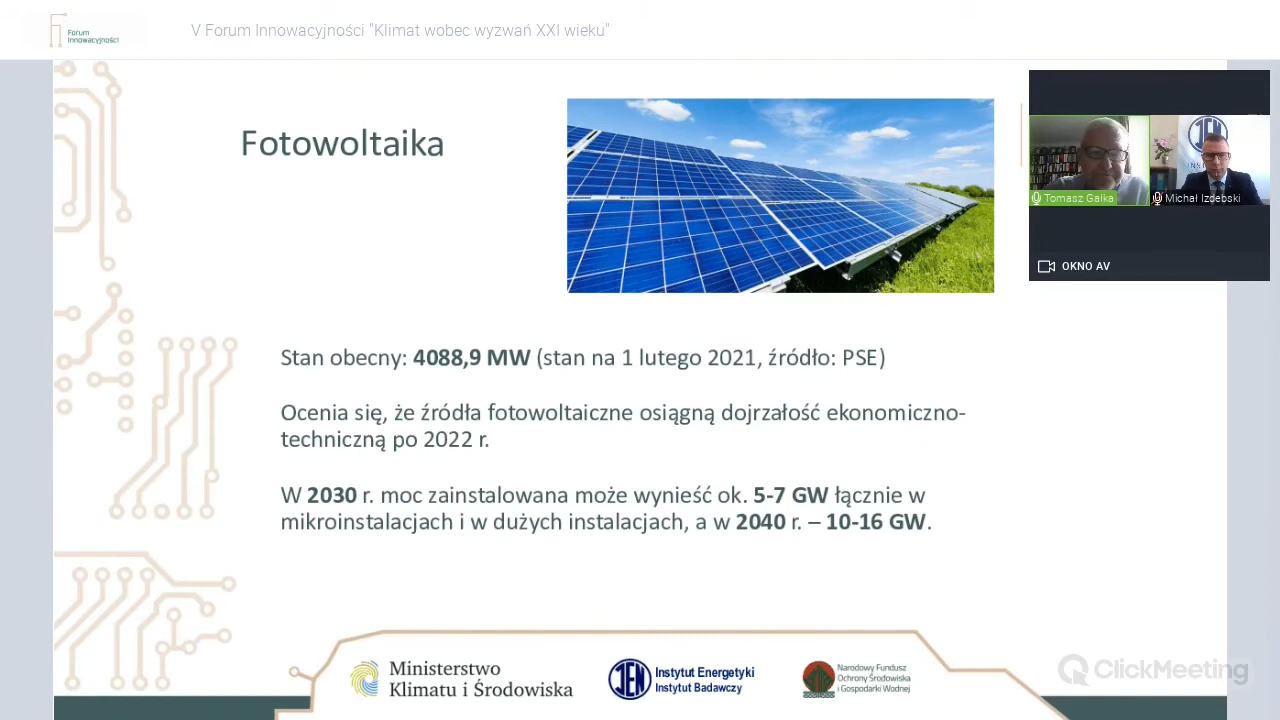 Forum
Innowacyjności
V Forum Innowacyjności "Klimat wobec wyzwań XXI wieku"
Fotowoltaika
IEN
INS
Tomasz Gałka
Michał Izdebski
OKNO AV
Stan obecny: 4088,9 MW (stan na 1 lutego 2021, źródło: PSE)
Ocenia się, że źródła fotowoltaiczne osiągną dojrzałość ekonomiczno-
techniczną po 2022 r.
W 2030 r. moc zainstalowana może wynieść ok. 5-7 GW łącznie w
mikroinstalacjach i w dużych instalacjach, a w 2040 r. – 10-16 GW.
Ministerstwo
Klimatu i Środowiska
IEN
Instytut Energetyki
Instytut Badawczy
Narodowy Fundusz
Ochrony Środowiska
i Gospodarki Wodnej
ClickMeeting